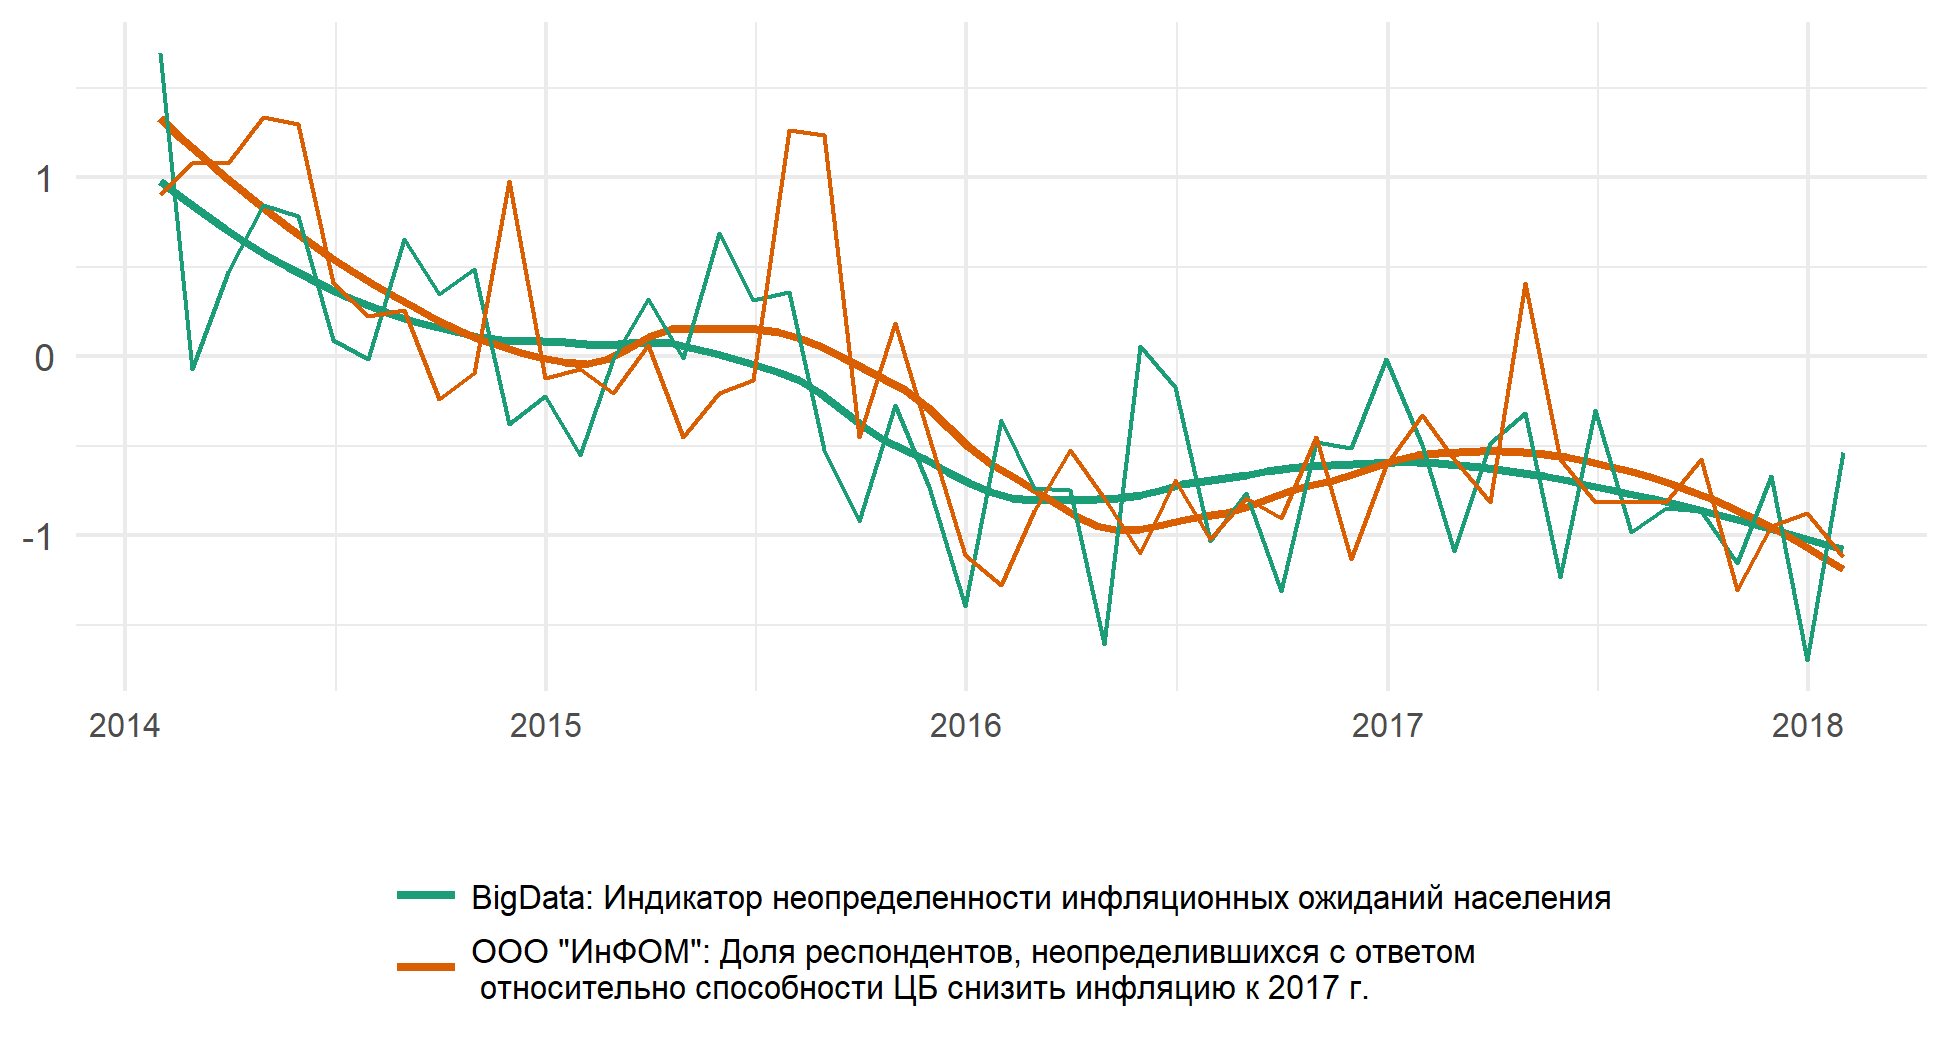 1
0
-1
2014 2015 2016 2017 2018
BigData: Индикатор неопределенности инфляционных ожиданий населения
ООО "ИнФОМ": Доля респондентов, неопределившихся с ответом
относительно способности ЦБ снизить инфляцию к 2017 г.